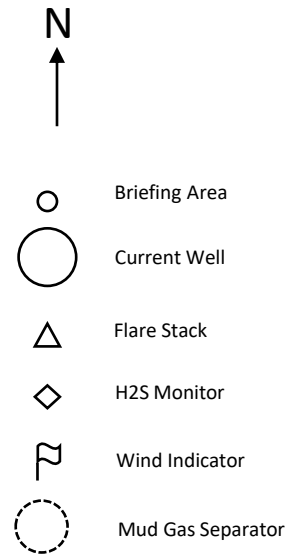 N
Briefing Area
Current Well
Flare Stack
H2S Monitor
Wind Indicator
Mud Gas Separator